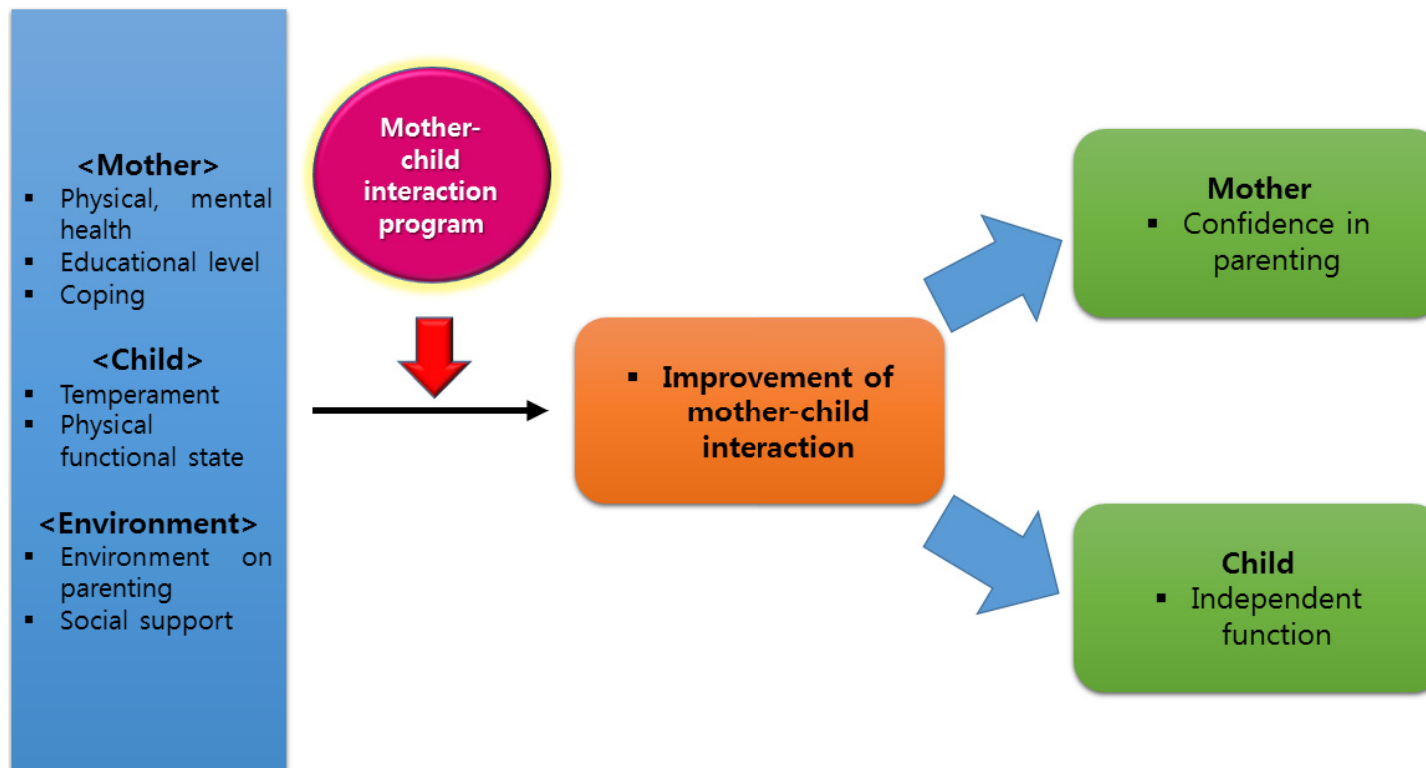 <Mother>
▪ Physical, mental
health
▪ Educational level
▪ Coping
<Child>
▪ Temperament
▪ Physical
functional state
<Environment>
▪ Environment on
parenting
▪ Social support
Mother-
child
interaction
program
▪ Improvement of
mother-child
interaction
Mother
▪ Confidence in
parenting
Child
▪ Independent
function